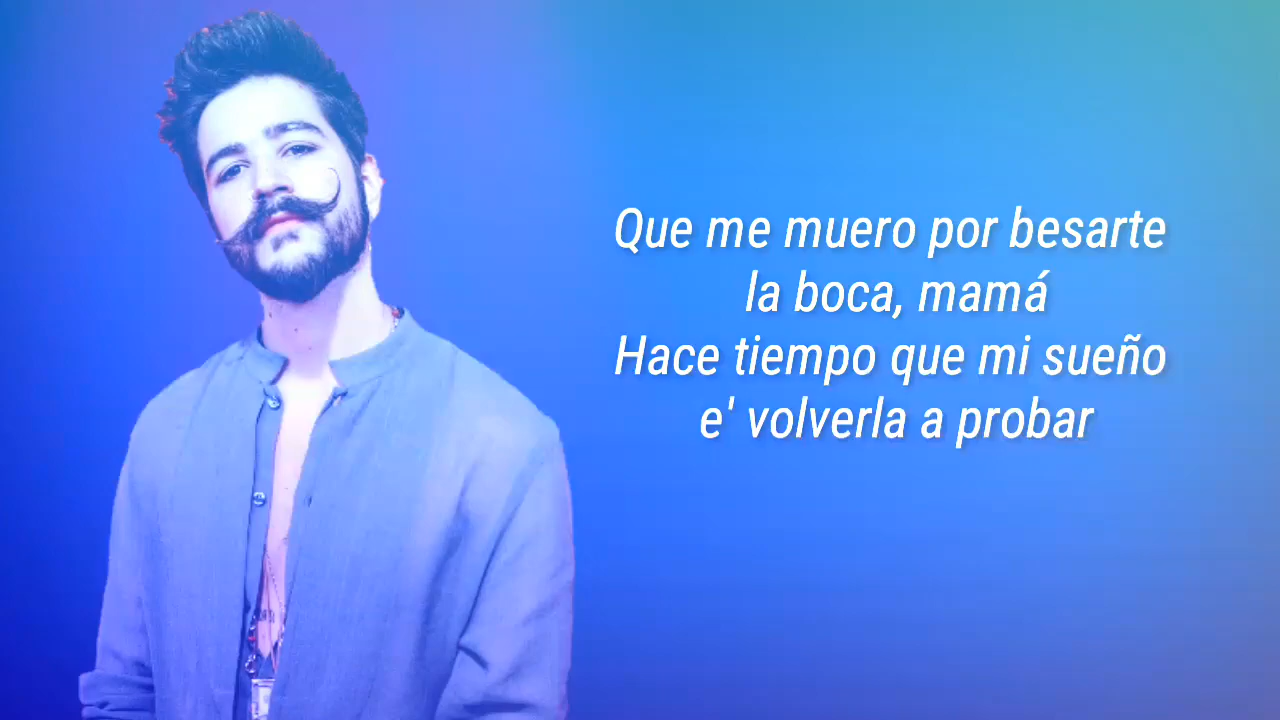 Que me muero por besarte
la boca, mamá
Hace tiempo que mi sueño
e' volverla a probar